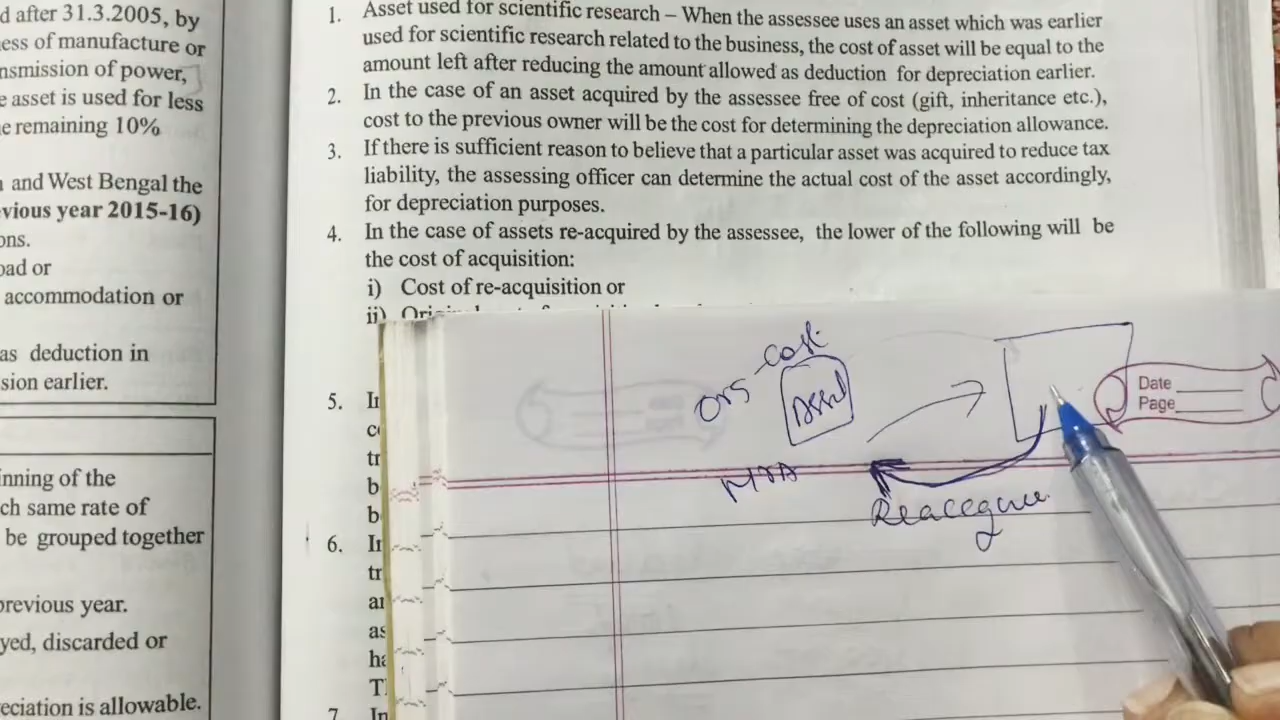 d after 31.3.2005, by
ess of manufacture or
nsmission of power,
e asset is used for less
e remaining 10%
and West Bengal the
vious year 2015-16)
ons.
oad or
accommodation or
as deduction in
sion earlier.
inning of the
ch same rate of
be grouped together
previous year.
yed, discarded or
eciation is allowable.
1. Asset used for scientific research – When the assessee uses an asset which was earlier
used for scientific research related to the business, the cost of asset will be equal to the
amount left after reducing the amount allowed as deduction for depreciation earlier.
2. In the case of an asset acquired by the assessee free of cost (gift, inheritance etc.),
cost to the previous owner will be the cost for determining the depreciation allowance.
3. If there is sufficient reason to believe that a particular asset was acquired to reduce tax
liability, the assessing officer can determine the actual cost of the asset accordingly,
for depreciation purposes.
4. In the case of assets re-acquired by the assessee, the lower of the following will be
the cost of acquisition:
i) Cost of re-acquisition or
ii)
5. I
c
tr
b
b
6. I
tr
a
as
ha
T
7. In
cost
Asset
Date
Page